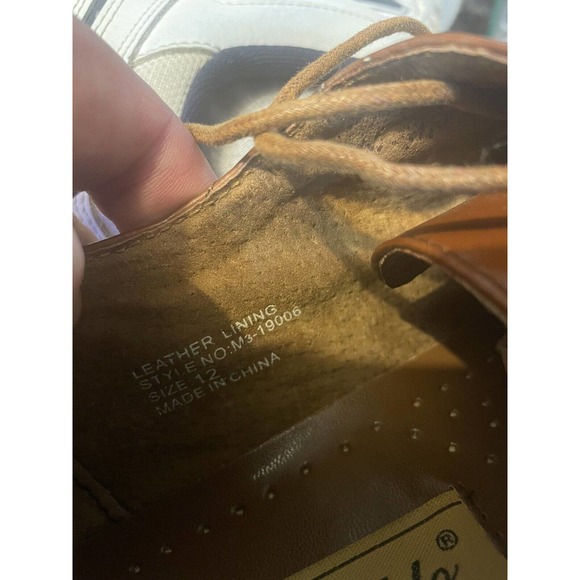 LEATHER LINING
STYLE NO:M3-19006
SIZE 12
MADE IN CHINA
®